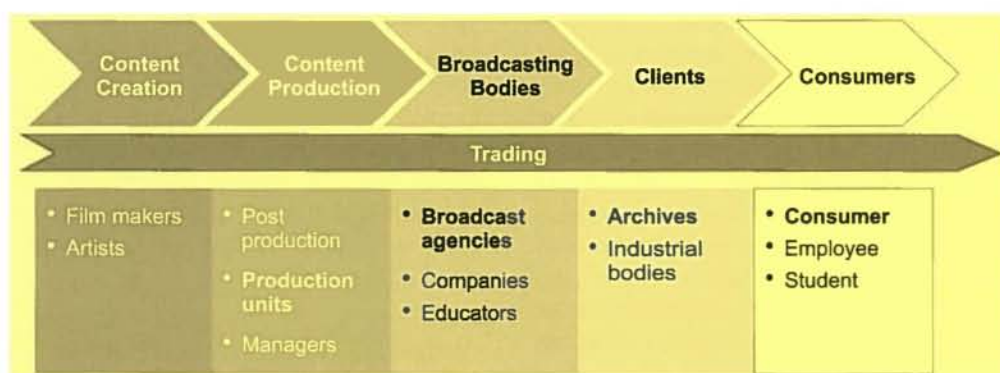 Content
Creation
Content
Production
Broadcasting
Bodies
Clients
Consumers
Trading
• Film makers
• Artists
• Post
production
• Production
units
• Managers
• Broadcast
agencies
• Companies
• Educators
• Archives
• Industrial
bodies
• Consumer
• Employee
• Student